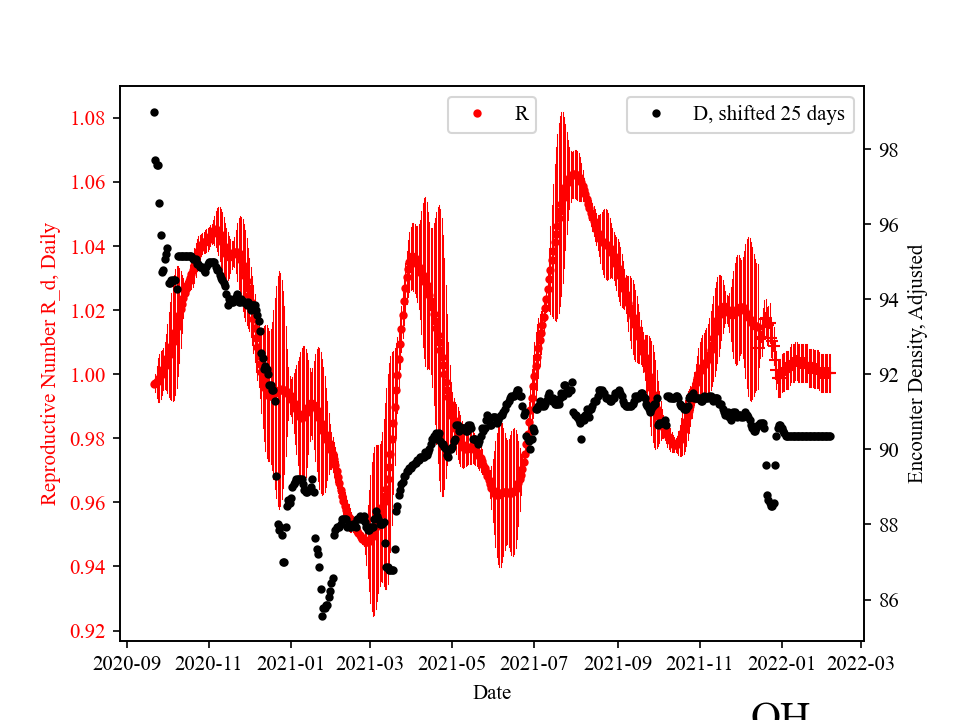 R
D, shifted 25 days
1.08
1.06
1.04
1.02
1.00
0.98
0.96
0.94
0.92
Reproductive Number R_d, Daily
98
96
94
92
90
88
86
Encounter Density, Adjusted
2020-09 2020-11 2021-01 2021-03 2021-05 2021-07 2021-09 2021-11 2022-01 2022-03
Date
OH